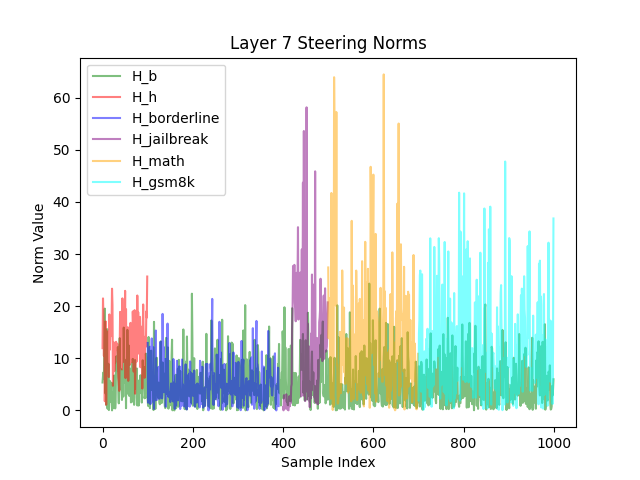 Layer 7 Steering Norms
H_b
H_h
H_borderline
H_jailbreak
H_math
H_gsm8k
Norm Value
60
50
40
30
20
10
0
0 200 400 600 800 1000
Sample Index